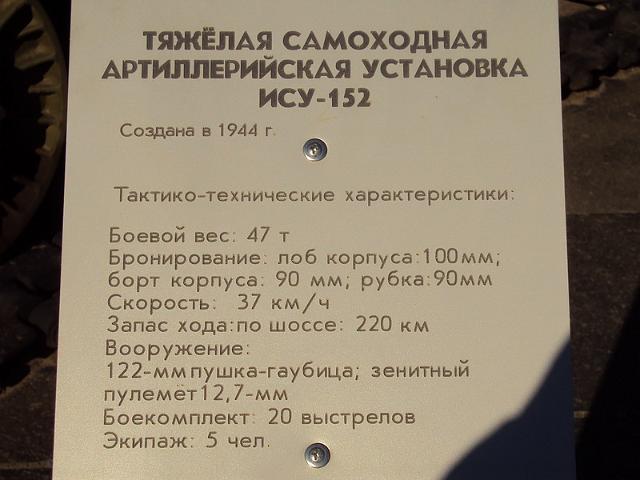 ТЯЖЁЛАЯ САМОХОДНАЯ
АРТИЛЛЕРИЙСКАЯ УСТАНОВКА
ИСУ-152
Создана в 1944 г.
Тактико-технические характеристики:
Боевой вес: 47 т
Бронирование: лоб корпуса:100мм;
борт корпуса: 90 мм; рубка:90мм
Скорость: 37 км/ч
Запас хода:по шоссе: 220 км
Вооружение:
122-ммпушка-гаубица; зенитный
пулемёт12,7-мм
Боекомплект: 20 выстрелов
Экипаж: 5 чел.